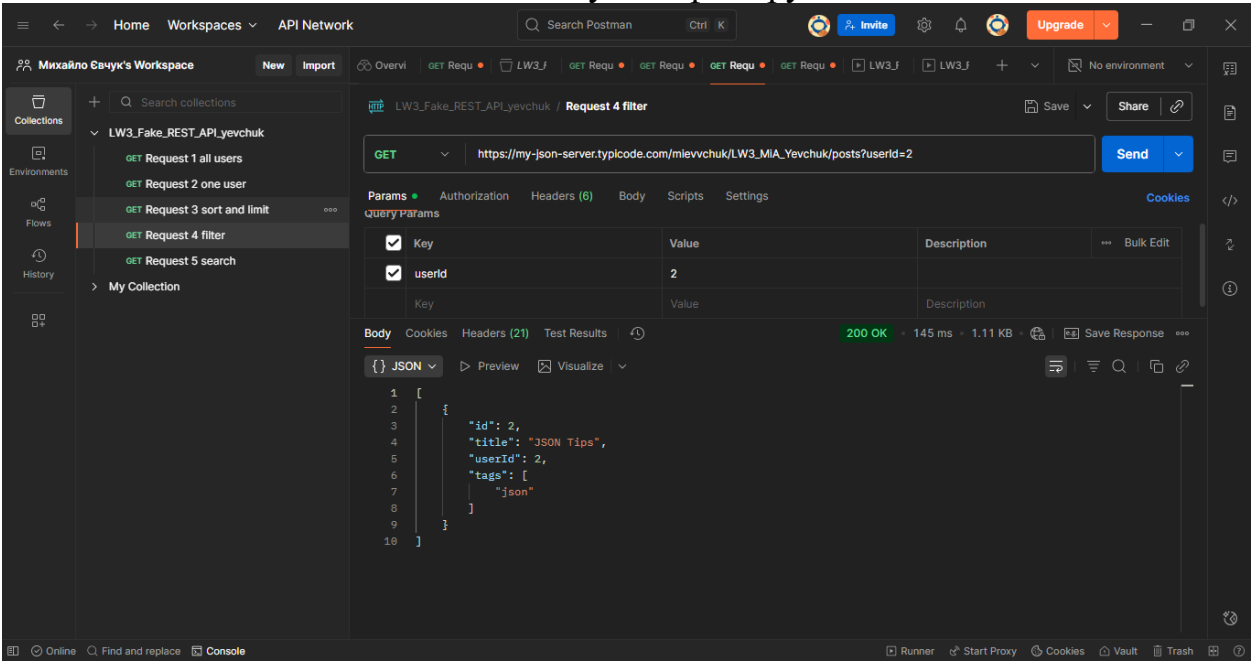 Home Workspaces API Network Search Postman Ctrl K Invite Upgrade
Михайло Євчук's Workspace New Import
Overvi GET Requ LW3_F GET Requ GET Requ GET Requ GET Requ LW3_F LW3_F No environment
Collections
Environments
Flows
History
Search collections
LW3_Fake_REST_API_yevchuk
GET Request 1 all users
GET Request 2 one user
GET Request 3 sort and limit
GET Request 4 filter
GET Request 5 search
My Collection
HTTP LW3_Fake_REST_API_yevchuk / Request 4 filter Save Share
GET https://my-json-server.typicode.com/mievvchuk/LW3_MiA_Yevchuk/posts?userId=2 Send
Params Authorization Headers (6) Body Scripts Settings Cookies
Query Params
Key Value Description Bulk Edit
userId 2
Key Value Description
Body Cookies Headers (21) Test Results 200 OK 145 ms 1.11 KB Save Response
{} JSON Preview Visualize
1 [
2 {
3 "id": 2,
4 "title": "JSON Tips",
5 "userId": 2,
6 "tags": [
7 "json"
8 ]
9 }
10 ]
Online Find and replace Console Runner Start Proxy Cookies Vault Trash